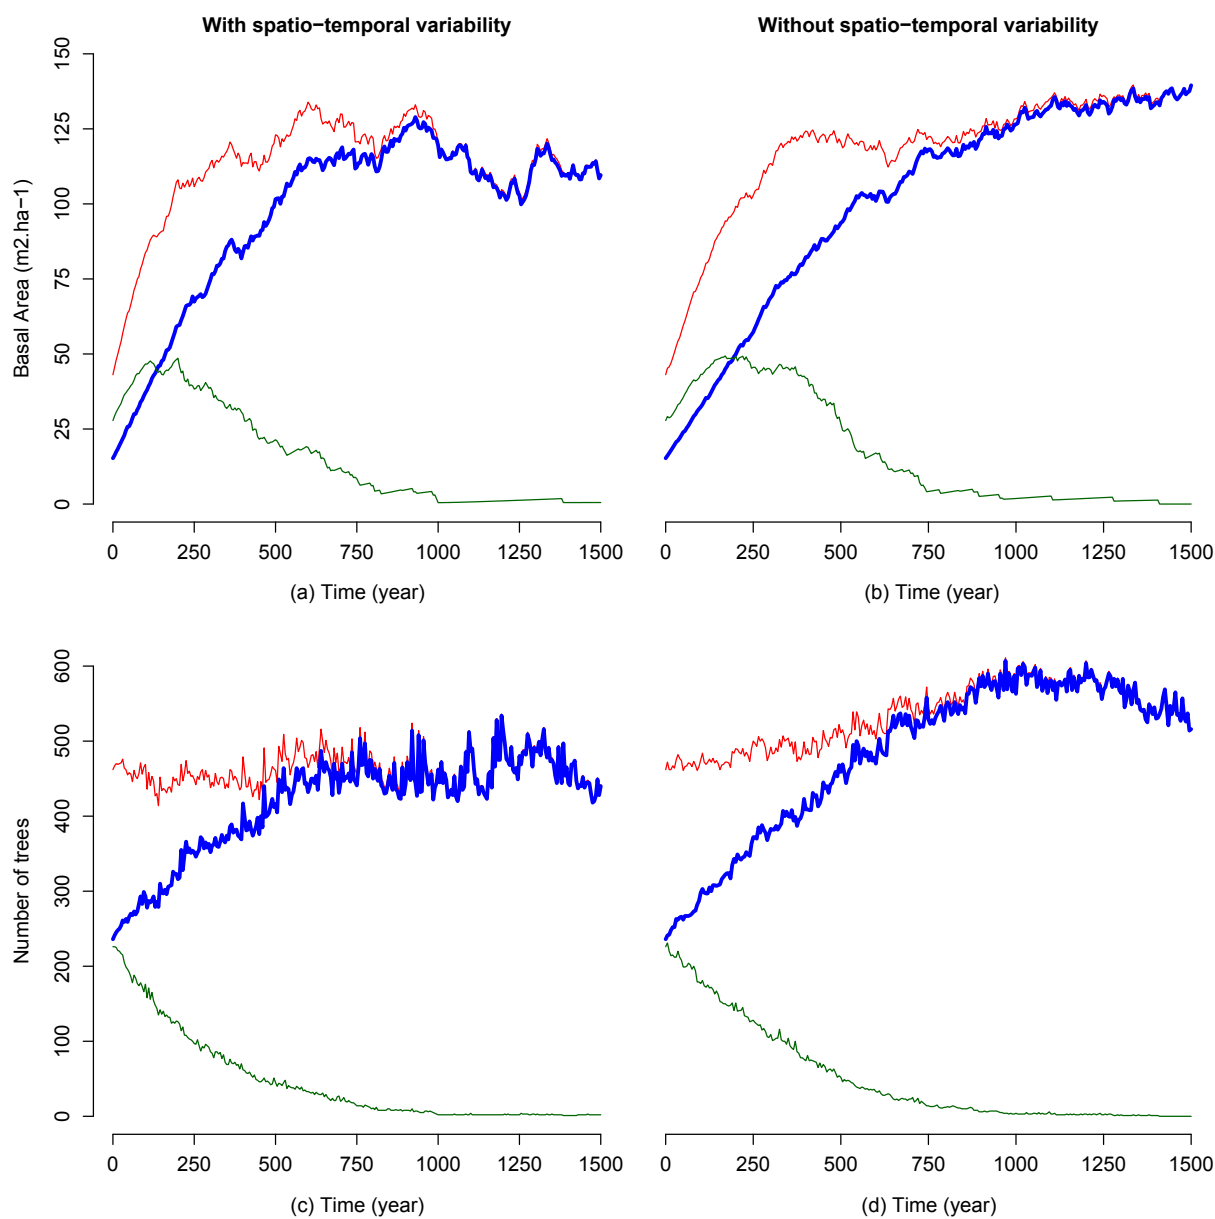 With spatio−temporal variability
Without spatio−temporal variability
Basal Area (m2.ha−1)
150
125
100
75
50
25
0
0 250 500 750 1000 1250 1500
(a) Time (year)
0 250 500 750 1000 1250 1500
(b) Time (year)
Number of trees
600
500
400
300
200
100
0
0 250 500 750 1000 1250 1500
(c) Time (year)
0 250 500 750 1000 1250 1500
(d) Time (year)